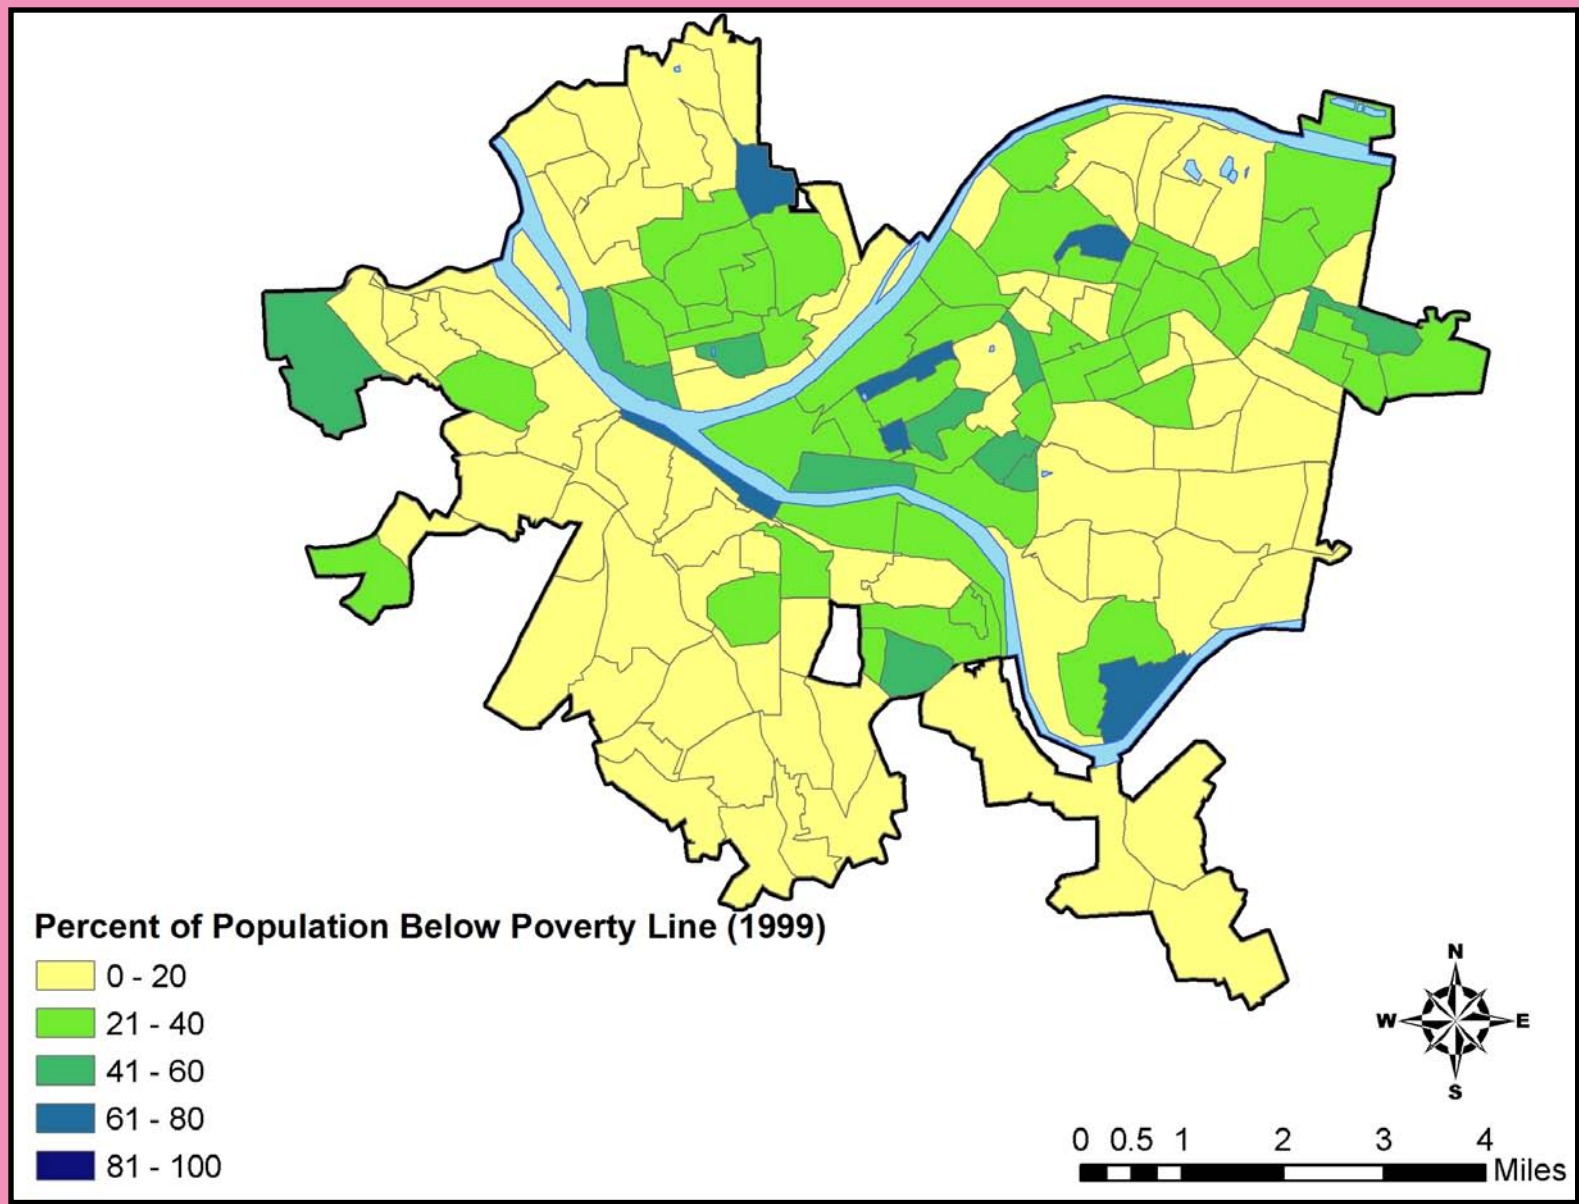 Percent of Population Below Poverty Line (1999)
0 - 20
21 - 40
41 - 60
61 - 80
81 - 100
N
W E
S
0 0.5 1 2 3 4
Miles